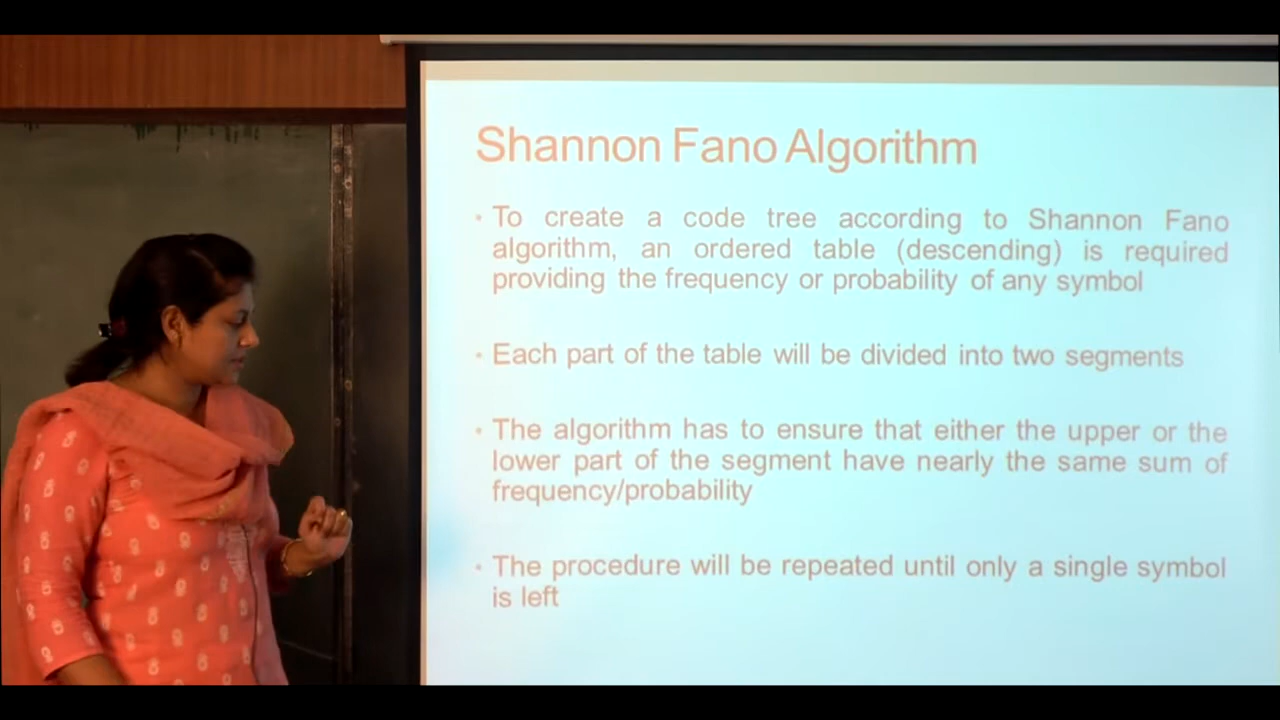 Shannon Fano Algorithm
• To create a code tree according to Shannon Fano
algorithm, an ordered table (descending) is required
providing the frequency or probability of any symbol
• Each part of the table will be divided into two segments
• The algorithm has to ensure that either the upper or the
lower part of the segment have nearly the same sum of
frequency/probability
• The procedure will be repeated until only a single symbol
is left